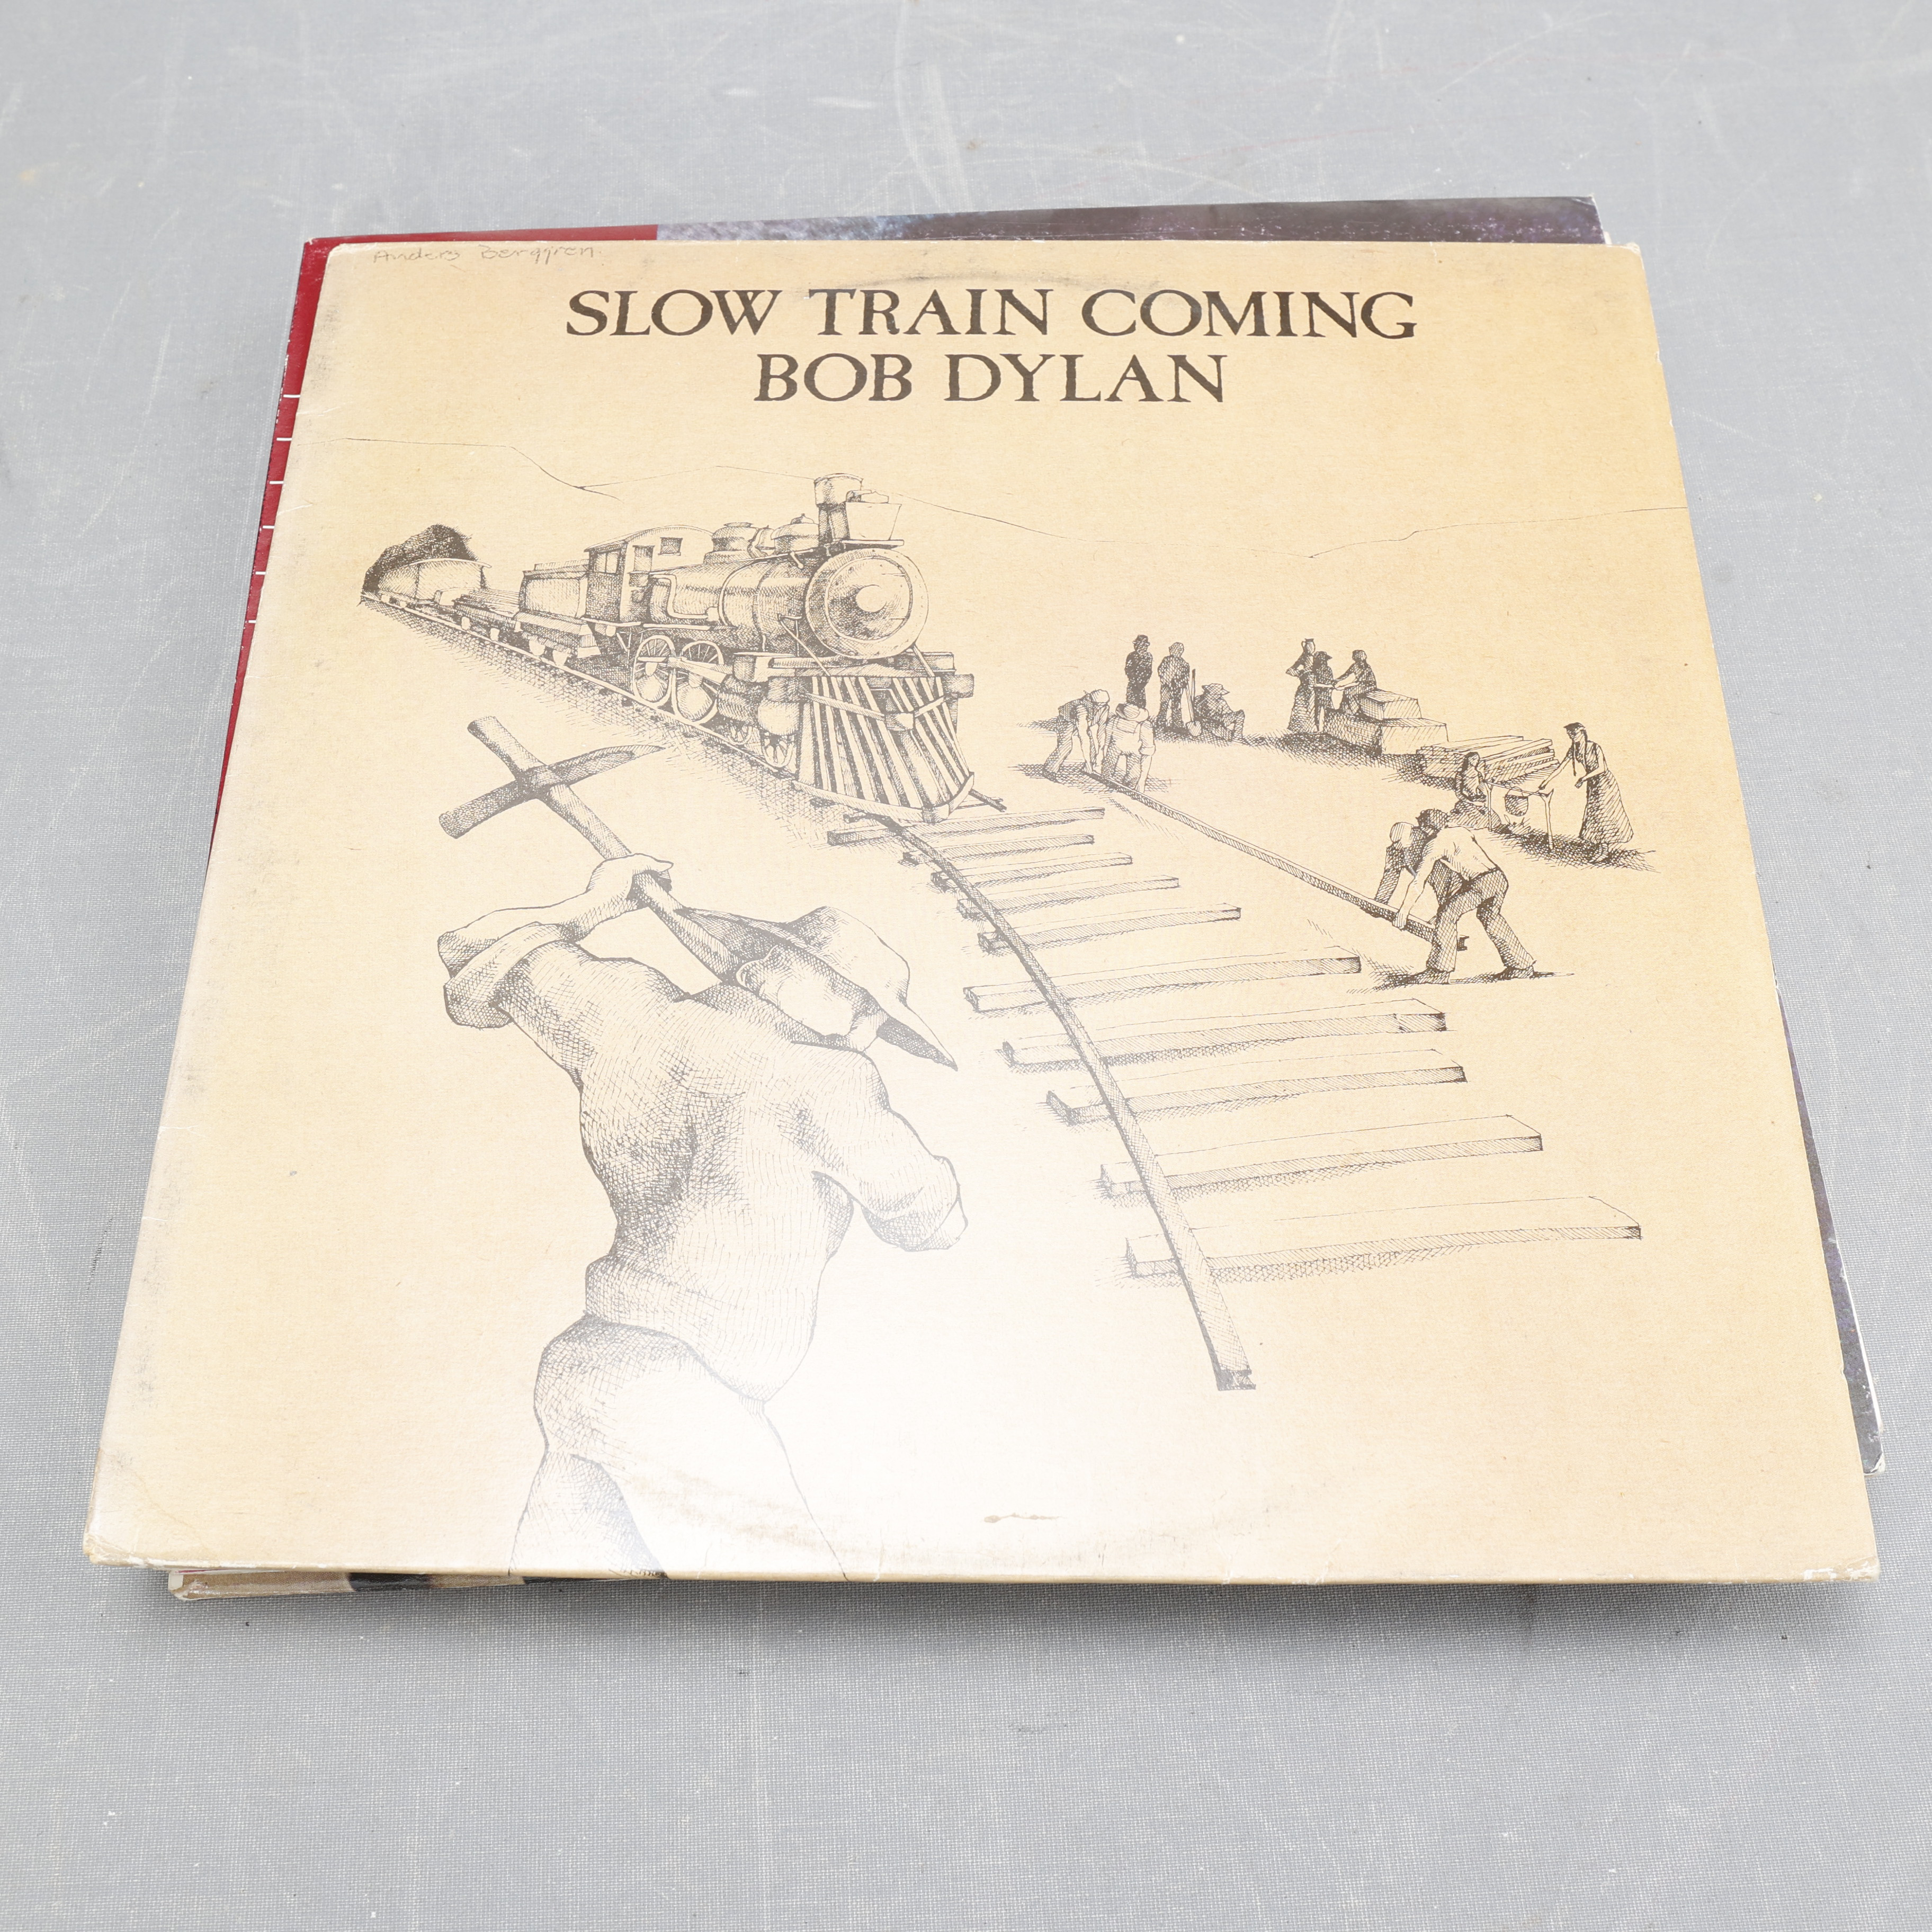 Anders Berggren.
SLOW TRAIN COMING
BOB DYLAN